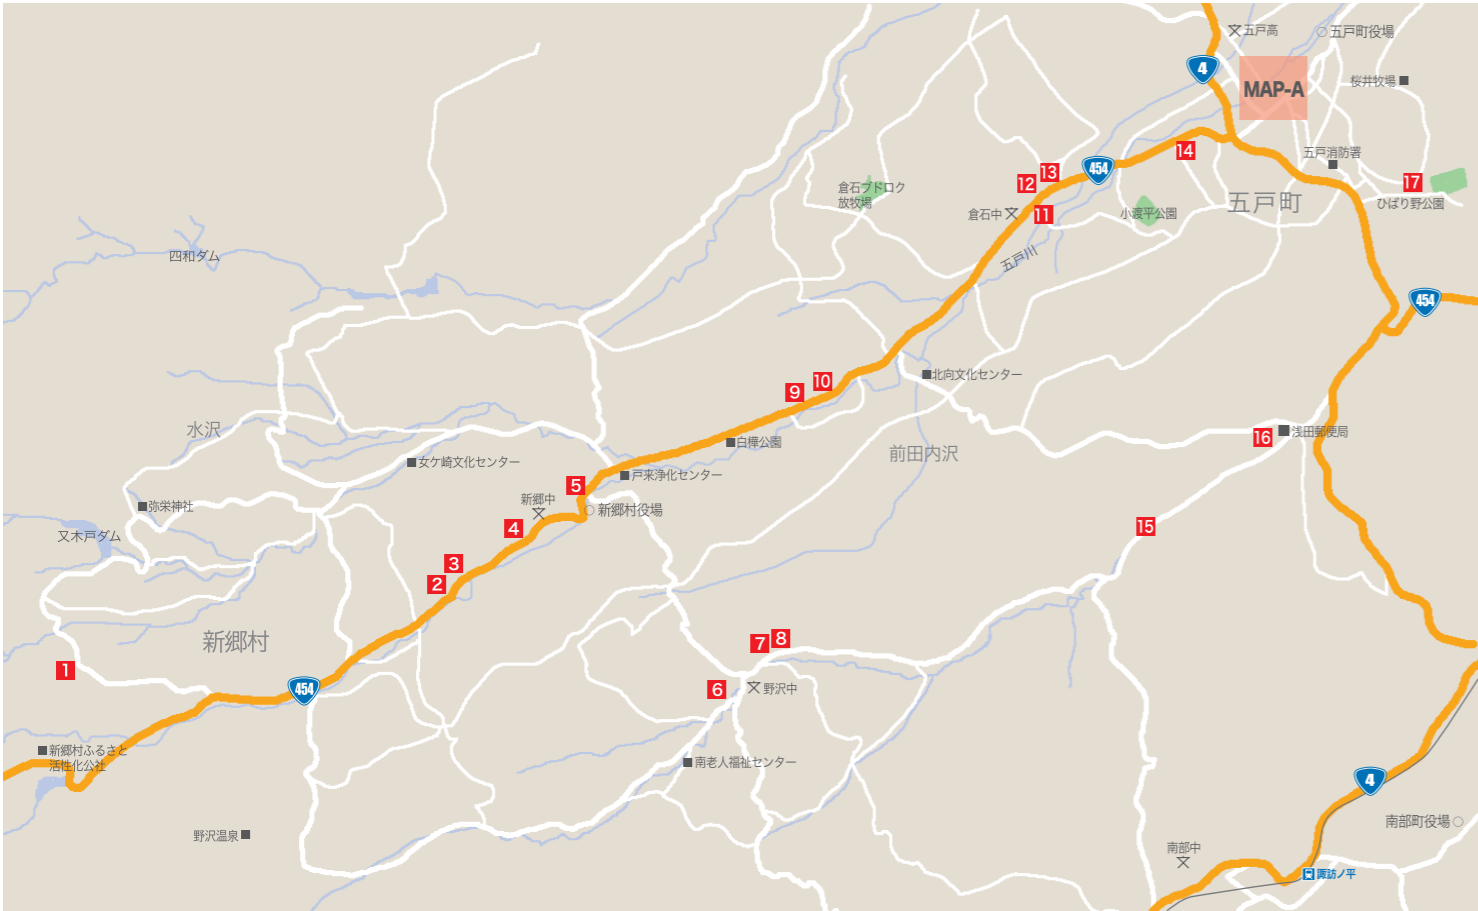 五戸高
五戸町役場
4
MAP-A
桜井牧場
五戸消防署
14
454
13
12
17
倉石ブドロク
放牧場
倉石中
11
小渡平公園
五戸町
ひばり野公園
四和ダム
五戸川
454
北向文化センター
10
9
水沢
16
浅田郵便局
白樺公園
前田内沢
女ケ崎文化センター
戸来浄化センター
5
新郷中
新郷村役場
弥栄神社
4
15
又木戸ダム
3
2
新郷村
7
8
1
6
野沢中
454
新郷村ふるさと
活性化公社
南老人福祉センター
4
野沢温泉
南部町役場
南部中
諏訪ノ平